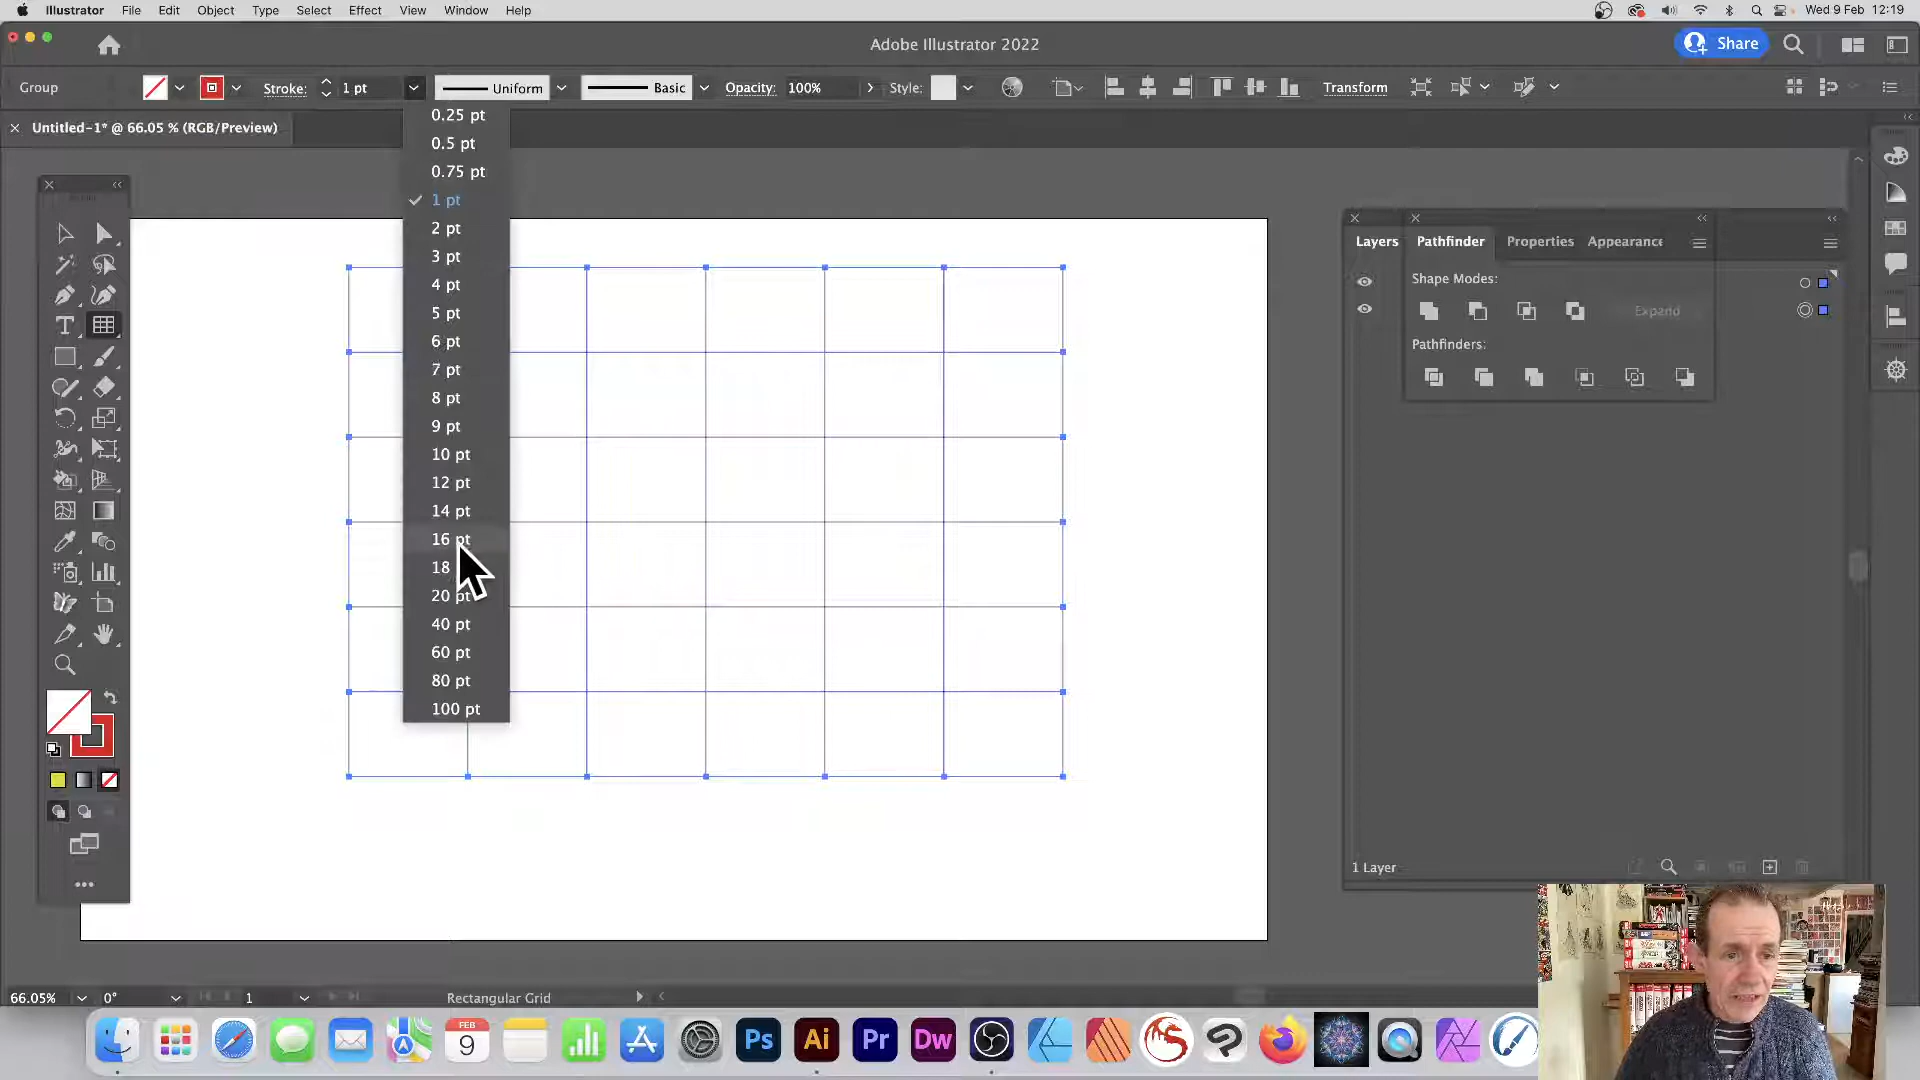 Illustrator File Edit Object Type Select Effect View Window Help Wed 9 Feb 12:19
Adobe Illustrator 2022
Share
Group Stroke: 1 pt Uniform Basic Opacity: 100% Style: Transform
Untitled-1* @ 66.05 % (RGB/Preview)
0.25 pt
0.5 pt
0.75 pt
1 pt
2 pt
3 pt
4 pt
5 pt
6 pt
7 pt
8 pt
9 pt
10 pt
12 pt
14 pt
16 pt
18
20 pt
40 pt
60 pt
80 pt
100 pt
Layers Pathfinder Properties Appearance
Shape Modes:
Expand
Pathfinders:
1 Layer
66.05% 0° 1 Rectangular Grid
FEB
9
Ps Ai Pr Dw